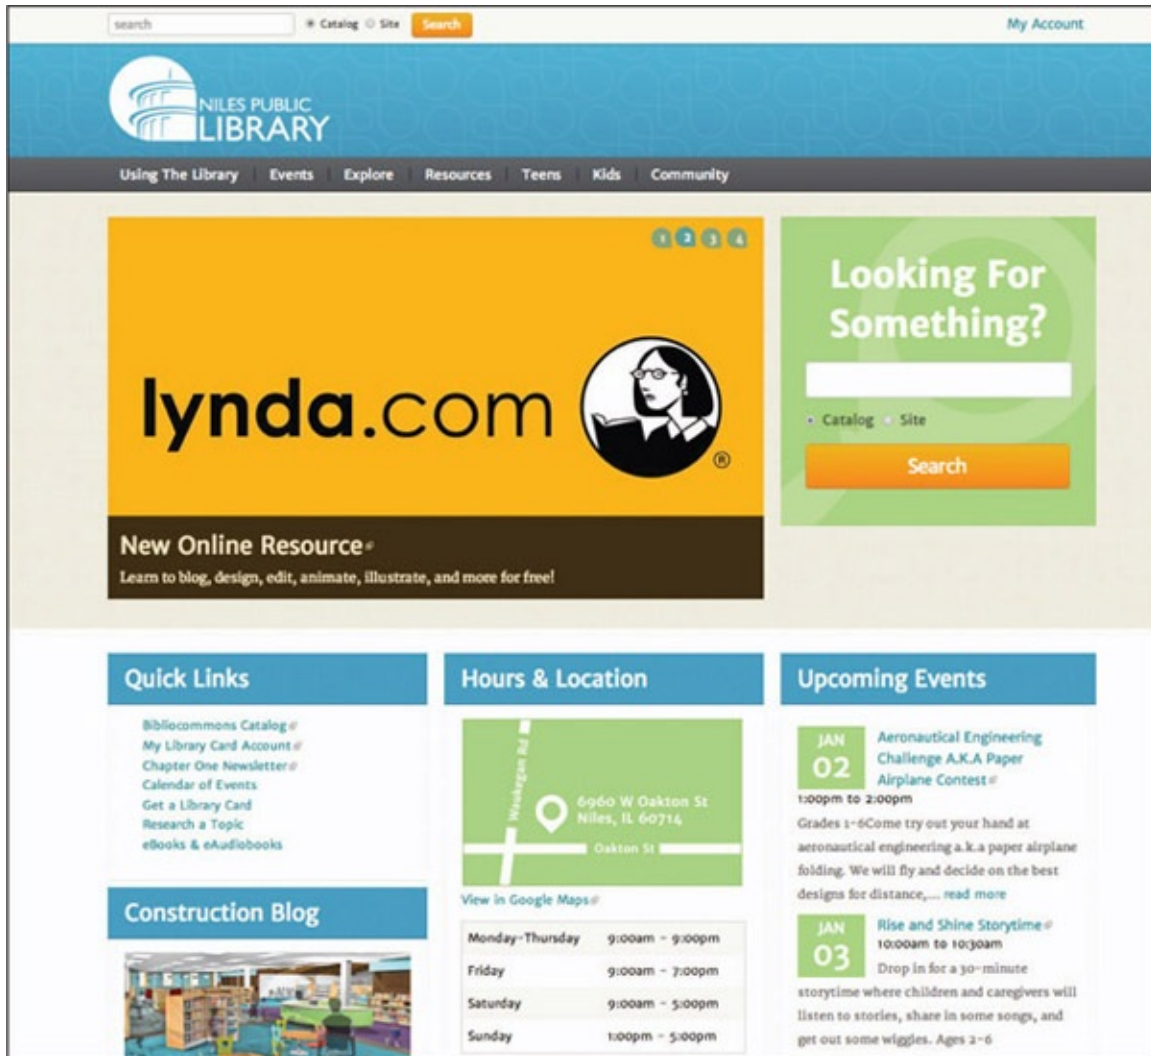 search
Catalog Site
Search
My Account
NILES PUBLIC
LIBRARY
Using The Library Events Explore Resources Teens Kids Community
1 2 3 4
lynda.com
®
New Online Resource
Learn to blog, design, edit, animate, illustrate, and more for free!
Looking For
Something?
Catalog Site
Search
Quick Links
Bibliocommons Catalog
My Library Card Account
Chapter One Newsletter
Calendar of Events
Get a Library Card
Research a Topic
eBooks & eAudiobooks
Construction Blog
Hours & Location
Waukegan Rd
6960 W Oakton St
Niles, IL 60714
Oakton St
View in Google Maps
Monday-Thursday 9:00am - 9:00pm
Friday 9:00am - 7:00pm
Saturday 9:00am - 5:00pm
Sunday 1:00pm - 5:00pm
Upcoming Events
JAN
02
Aeronautical Engineering
Challenge A.K.A Paper
Airplane Contest
1:00pm to 2:00pm
Grades 1-6Come try out your hand at
aeronautical engineering a.k.a paper airplane
folding. We will fly and decide on the best
designs for distance,... read more
JAN
03
Rise and Shine Storytime
10:00am to 10:30am
Drop in for a 30-minute
storytime where children and caregivers will
listen to stories, share in some songs, and
get out some wiggles. Ages 2-6